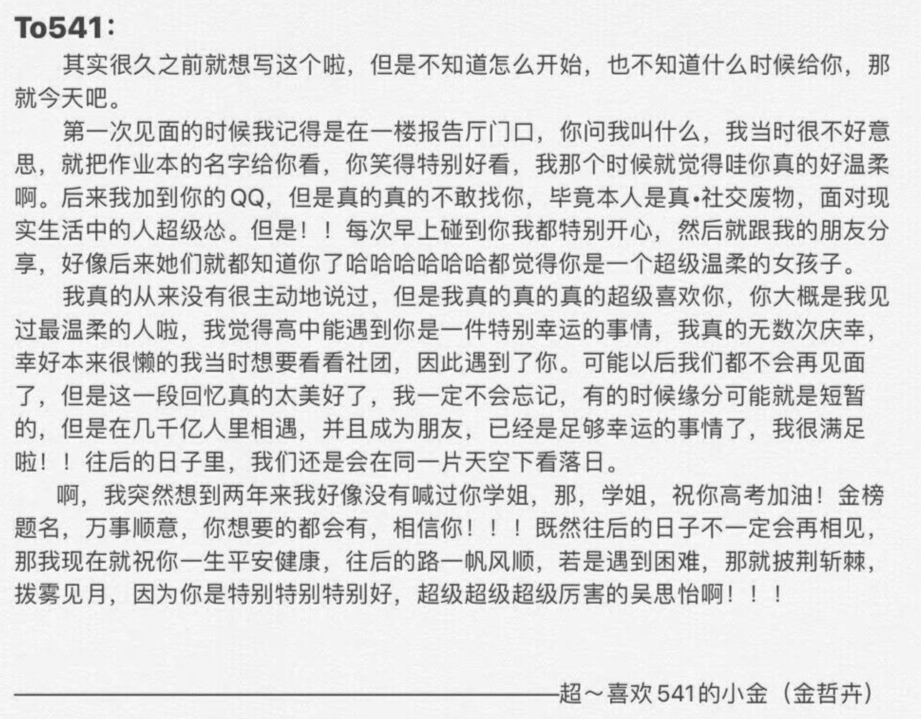 To541：
其实很久之前就想写这个啦，但是不知道怎么开始，也不知道什么时候给你，那
就今天吧。
第一次见面的时候我记得是在一楼报告厅门口，你问我叫什么，我当时很不好意
思，就把作业本的名字给你看，你笑得特别好看，我那个时候就觉得哇你真的好温柔
啊。后来我加到你的QQ，但是真的真的不敢找你，毕竟本人是真•社交废物，面对现
实生活中的人超级怂。但是！！每次早上碰到你我都特别开心，然后就跟我的朋友分
享，好像后来她们就都知道你了哈哈哈哈哈哈都觉得你是一个超级温柔的女孩子。
我真的从来没有很主动地说过，但是我真的真的真的超级喜欢你，你大概是我见
过最温柔的人啦，我觉得高中能遇到你是一件特别幸运的事情，我真的无数次庆幸，
幸好本来很懒的我当时想要看看社团，因此遇到了你。可能以后我们都不会再见面
了，但是这一段回忆真的太美好了，我一定不会忘记，有的时候缘分可能就是短暂
的，但是在几千亿人里相遇，并且成为朋友，已经是足够幸运的事情了，我很满足
啦！！往后的日子里，我们还是会在同一片天空下看落日。
啊，我突然想到两年来我好像没有喊过你学姐，那，学姐，祝你高考加油！金榜
题名，万事顺意，你想要的都会有，相信你！！！既然往后的日子不一定会再相见，
那我现在就祝你一生平安健康，往后的路一帆风顺，若是遇到困难，那就披荆斩棘，
拨雾见月，因为你是特别特别特别好，超级超级超级厉害的吴思怡啊！！！
————————————————————超～喜欢541的小金（金哲卉）